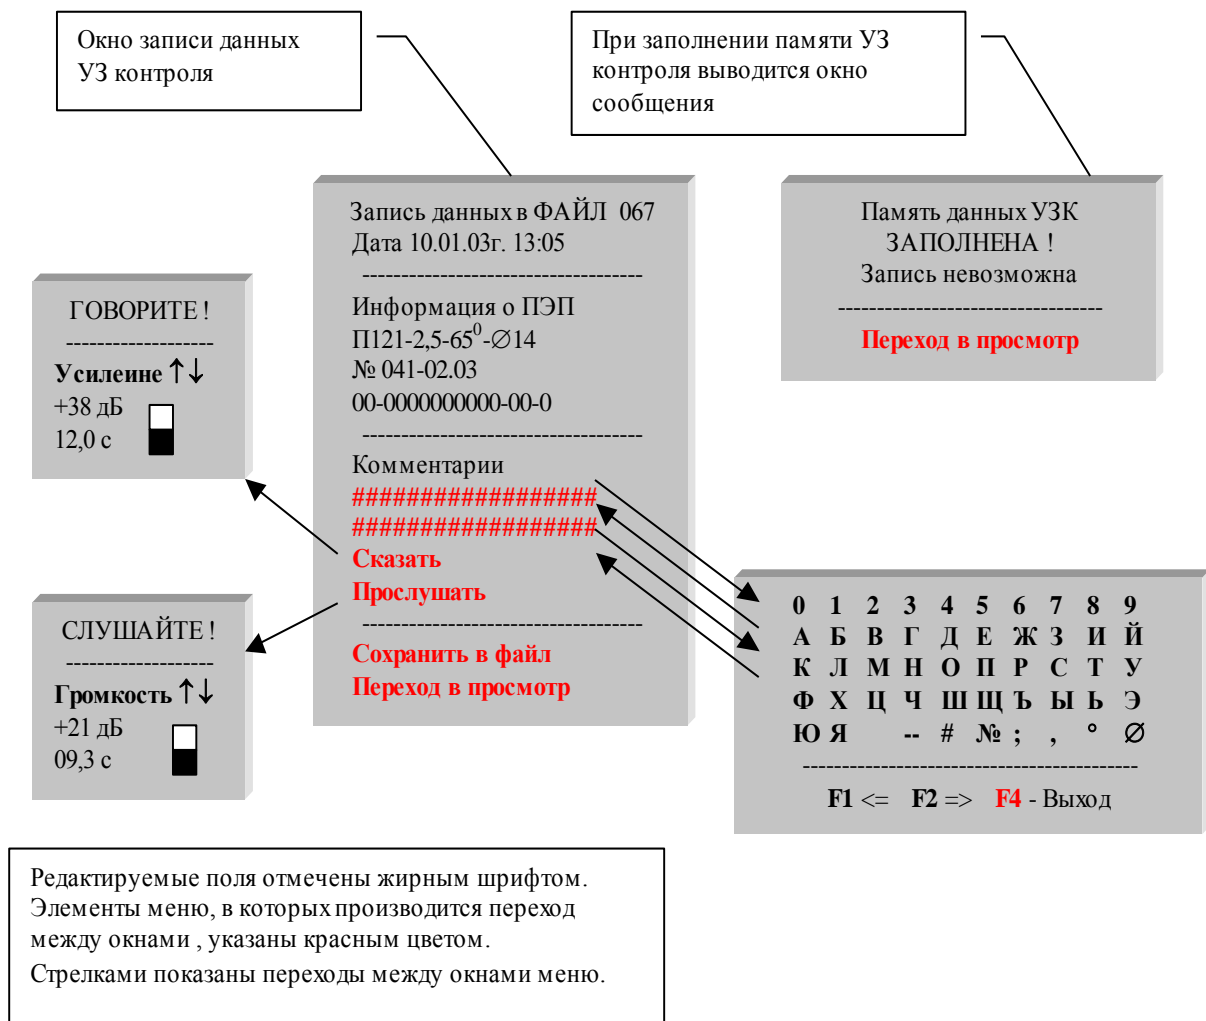 Окно записи данных
УЗ контроля
При заполнении памяти УЗ
контроля выводится окно
сообщения
Запись данных в ФАЙЛ 067
Дата 10.01.03г. 13:05
------------------------------------
Информация о ПЭП
П121-2,5-65⁰-∅14
№ 041-02.03
00-0000000000-00-0
------------------------------------
Комментарии
##################
##################
Сказать
Прослушать
------------------------------------
Сохранить в файл
Переход в просмотр
Память данных УЗК
ЗАПОЛНЕНА !
Запись невозможна
----------------------------------
Переход в просмотр
ГОВОРИТЕ !
-------------------
Усилеине ↑↓
+38 дБ
12,0 с
СЛУШАЙТЕ !
-------------------
Громкость ↑↓
+21 дБ
09,3 с
0 1 2 3 4 5 6 7 8 9
А Б В Г Д Е Ж З И Й
К Л М Н О П Р С Т У
Ф Х Ц Ч Ш Щ Ъ Ы Ь Э
Ю Я -- # № ; , ° ∅
-------------------------------------------
F1 <= F2 => F4 - Выход
Редактируемые поля отмечены жирным шрифтом.
Элементы меню, в которых производится переход
между окнами , указаны красным цветом.
Стрелками показаны переходы между окнами меню.